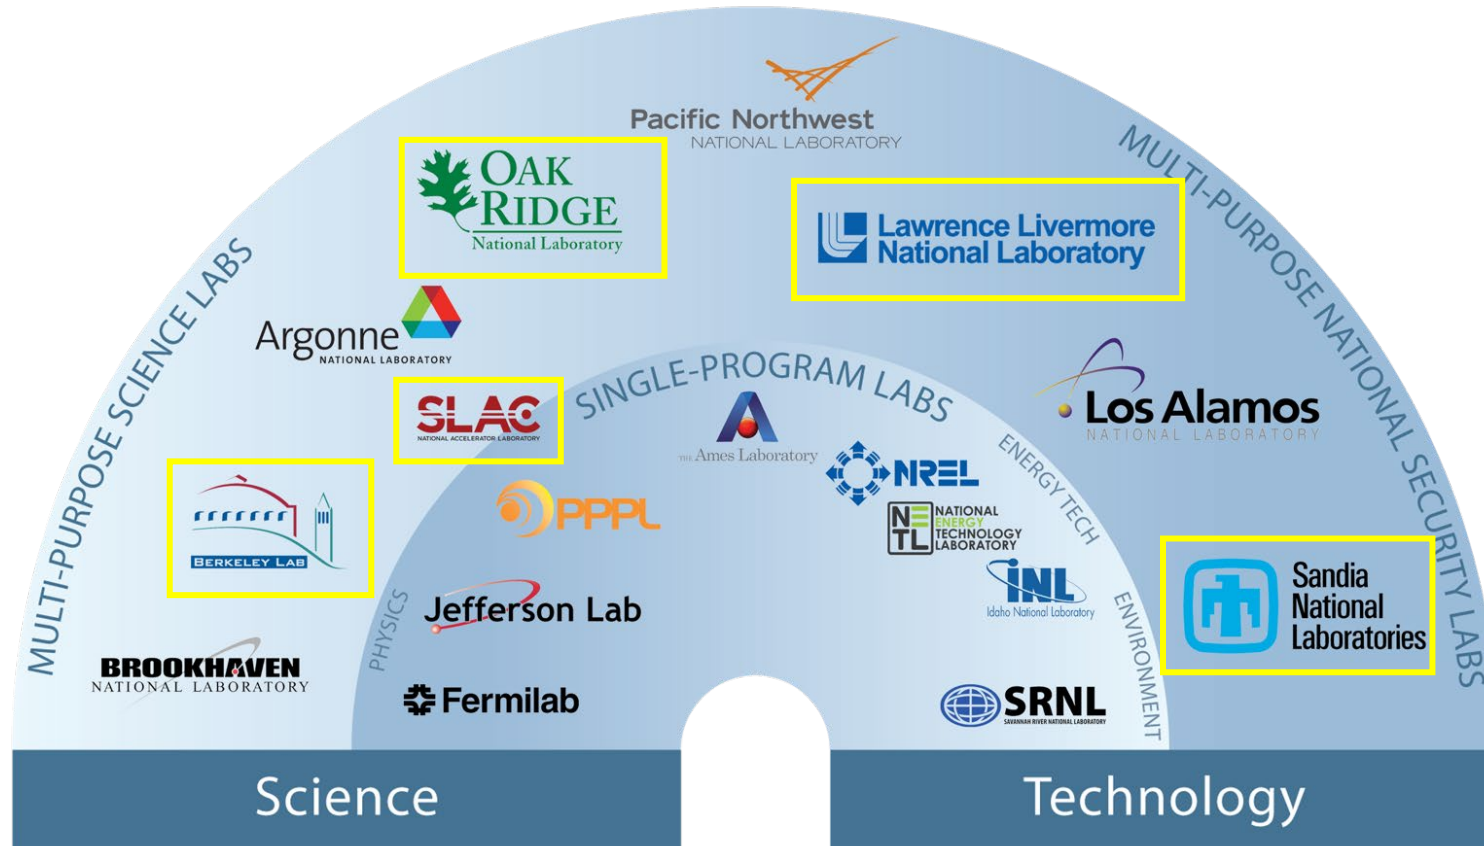 Pacific Northwest
NATIONAL LABORATORY
MULTI-PURPOSE SCIENCE LABS
MULTI-PURPOSE NATIONAL SECURITY LABS
OAK
RIDGE
National Laboratory
Lawrence Livermore
National Laboratory
Argonne
NATIONAL LABORATORY
SINGLE-PROGRAM LABS
SLAC
NATIONAL ACCELERATOR LABORATORY
Los Alamos
NATIONAL LABORATORY
THE Ames Laboratory
ENERGY TECH
NREL
BERKELEY LAB
PPPL
NETL
NATIONAL
ENERGY
TECHNOLOGY
LABORATORY
INL
Idaho National Laboratory
Sandia
National
Laboratories
PHYSICS
Jefferson Lab
ENVIRONMENT
BROOKHAVEN
NATIONAL LABORATORY
Fermilab
SRNL
SAVANNAH RIVER NATIONAL LABORATORY
Science
Technology